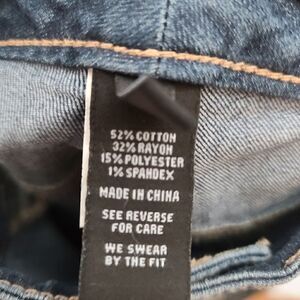 52% COTTON
32% RAYON
15% POLYESTER
1% SPANDEX
MADE IN CHINA
SEE REVERSE
FOR CARE
WE SWEAR
BY THE FIT